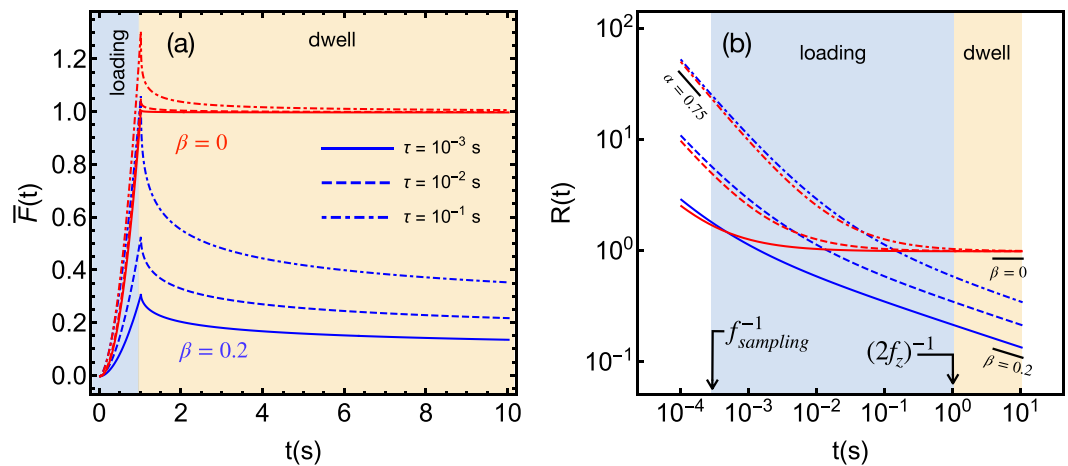 (a)
loading
dwell
β = 0
τ = 10⁻³ s
τ = 10⁻² s
τ = 10⁻¹ s
β = 0.2
F̅(t)
0.0
0.2
0.4
0.6
0.8
1.0
1.2
0 2 4 6 8 10
t(s)
(b)
loading
dwell
α = 0.75
β = 0
β = 0.2
f⁻¹sampling
(2f_z)⁻¹
R(t)
10²
10¹
10⁰
10⁻¹
10⁻⁴ 10⁻³ 10⁻² 10⁻¹ 10⁰ 10¹
t(s)